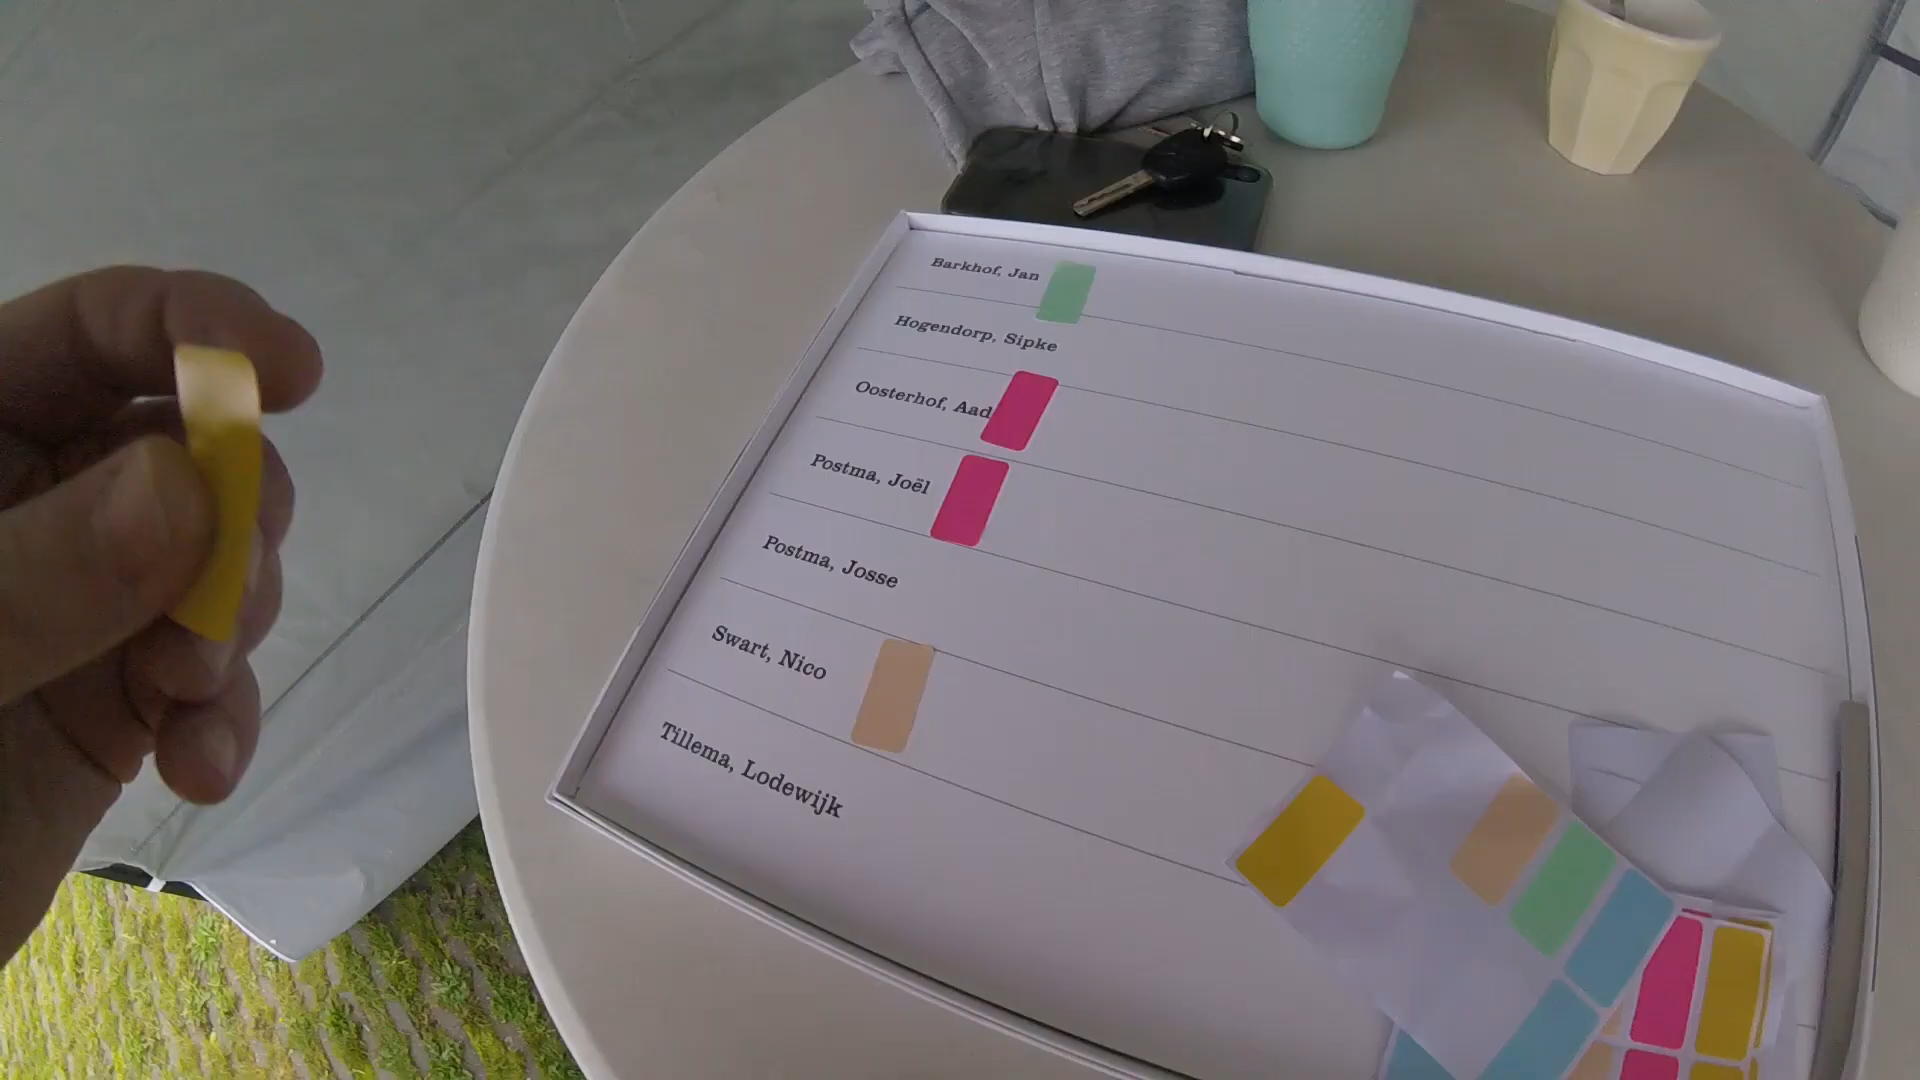 Barkhof, Jan
Hogendorp, Sipke
Oosterhof, Aad
Postma, Joël
Postma, Josse
Swart, Nico
Tillema, Lodewijk